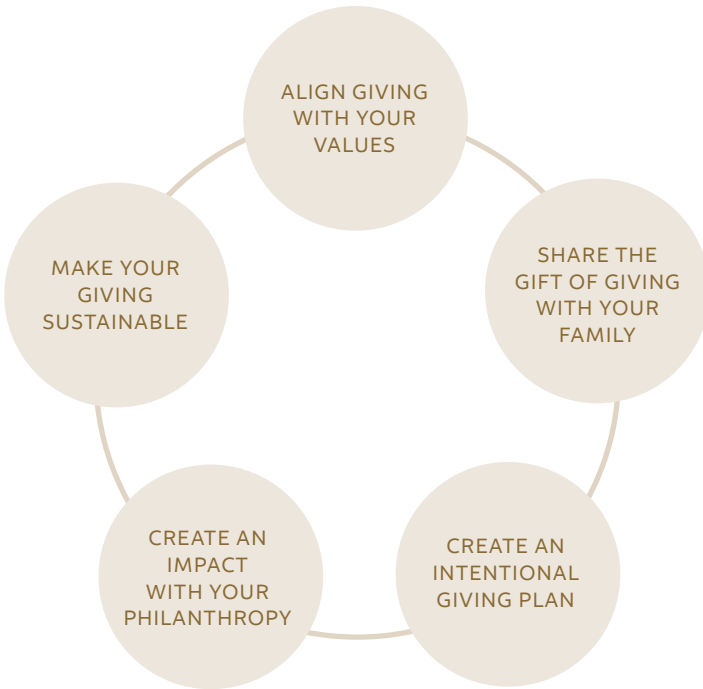 ALIGN GIVING
WITH YOUR
VALUES
SHARE THE
GIFT OF GIVING
WITH YOUR
FAMILY
CREATE AN
INTENTIONAL
GIVING PLAN
CREATE AN
IMPACT
WITH YOUR
PHILANTHROPY
MAKE YOUR
GIVING
SUSTAINABLE